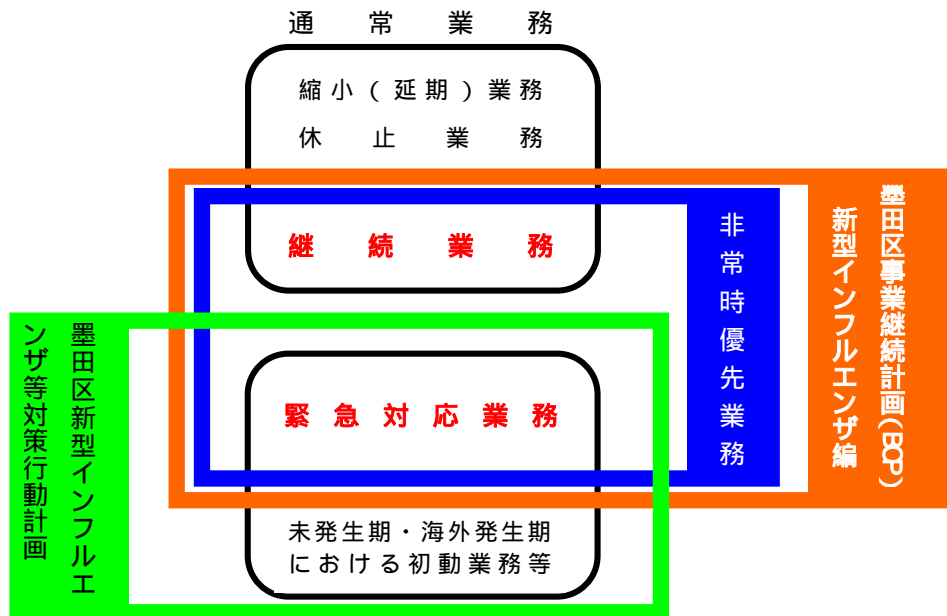 通常業務
縮小(延期)業務
休止業務
継続業務
緊急対応業務
未発生期・海外発生期
における初動業務等
非常時優先業務
墨田区事業継続計画(BCP)
新型インフルエンザ編
墨田区新型インフルエ
ンザ等対策行動計画